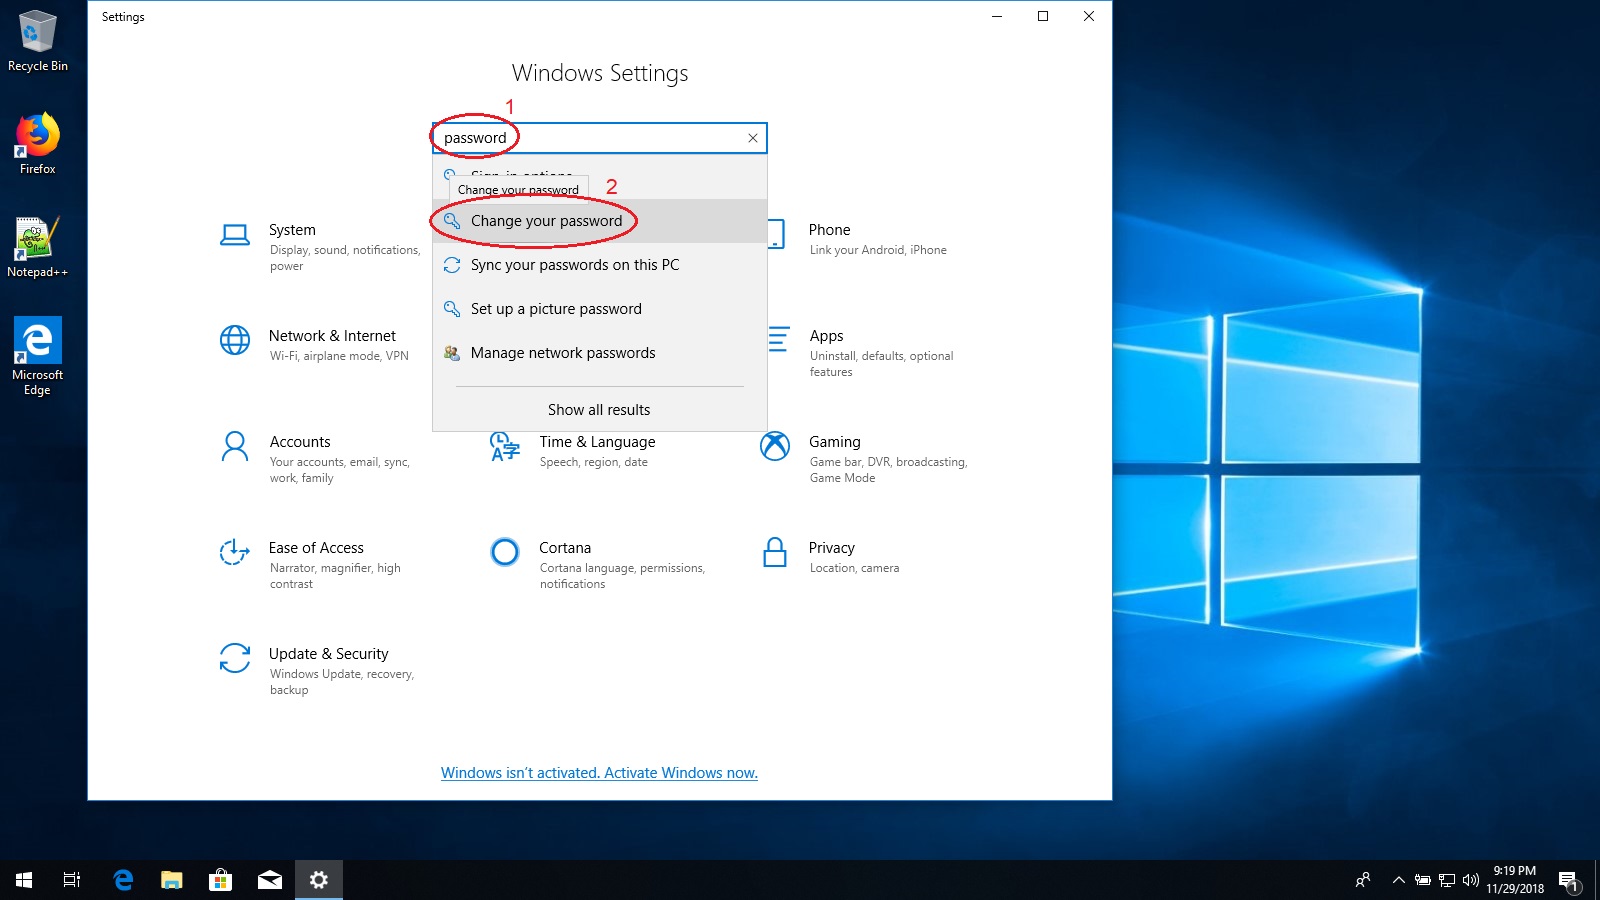 Recycle Bin
Firefox
Notepad++
Microsoft
Edge
Settings
Windows Settings
1
password
Change your password
2
Change your password
Sync your passwords on this PC
Set up a picture password
Manage network passwords
Show all results
System
Display, sound, notifications,
power
Phone
Link your Android, iPhone
Network & Internet
Wi-Fi, airplane mode, VPN
Apps
Uninstall, defaults, optional
features
Accounts
Your accounts, email, sync,
work, family
Time & Language
Speech, region, date
Gaming
Game bar, DVR, broadcasting,
Game Mode
Ease of Access
Narrator, magnifier, high
contrast
Cortana
Cortana language, permissions,
notifications
Privacy
Location, camera
Update & Security
Windows Update, recovery,
backup
Windows isn't activated. Activate Windows now.
9:19 PM
11/29/2018
1